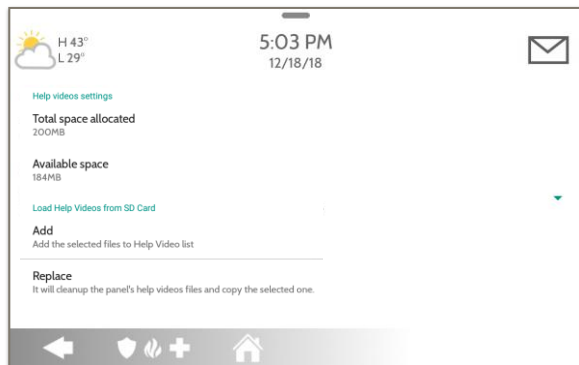 H 43°
L 29°
5:03 PM
12/18/18
Help videos settings
Total space allocated
200MB
Available space
184MB
Load Help Videos from SD Card
Add
Add the selected files to Help Video list
Replace
It will cleanup the panel's help videos files and copy the selected one.